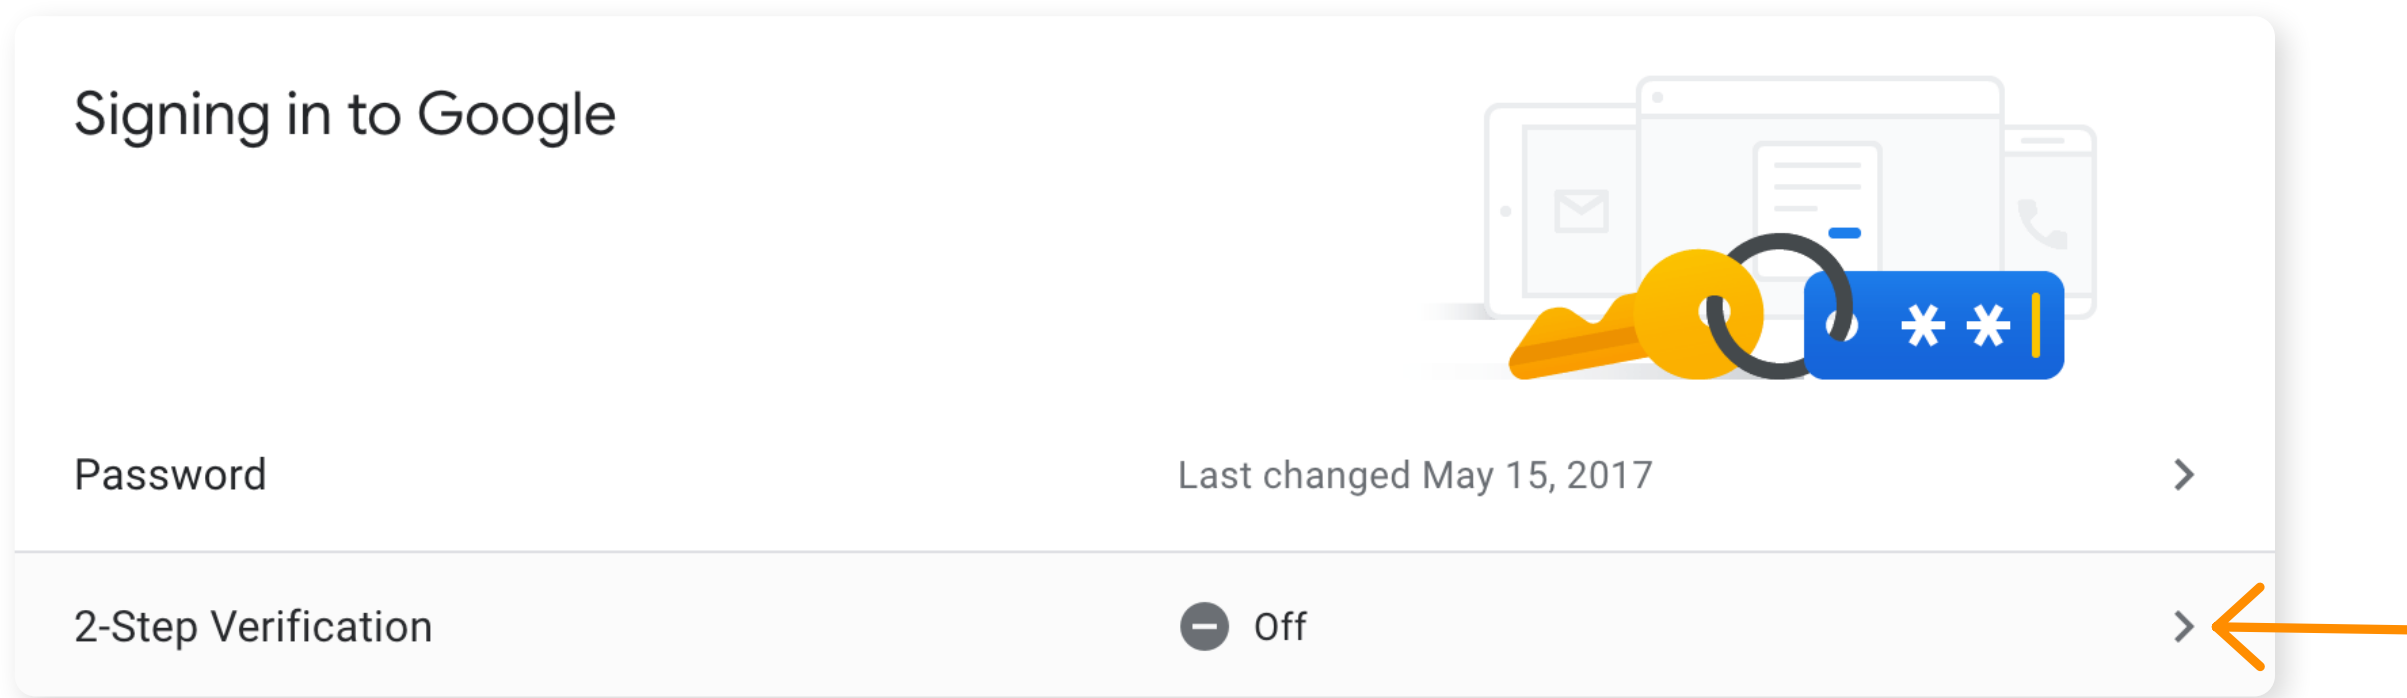 Signing in to Google
**
Password
Last changed May 15, 2017
2-Step Verification
Off